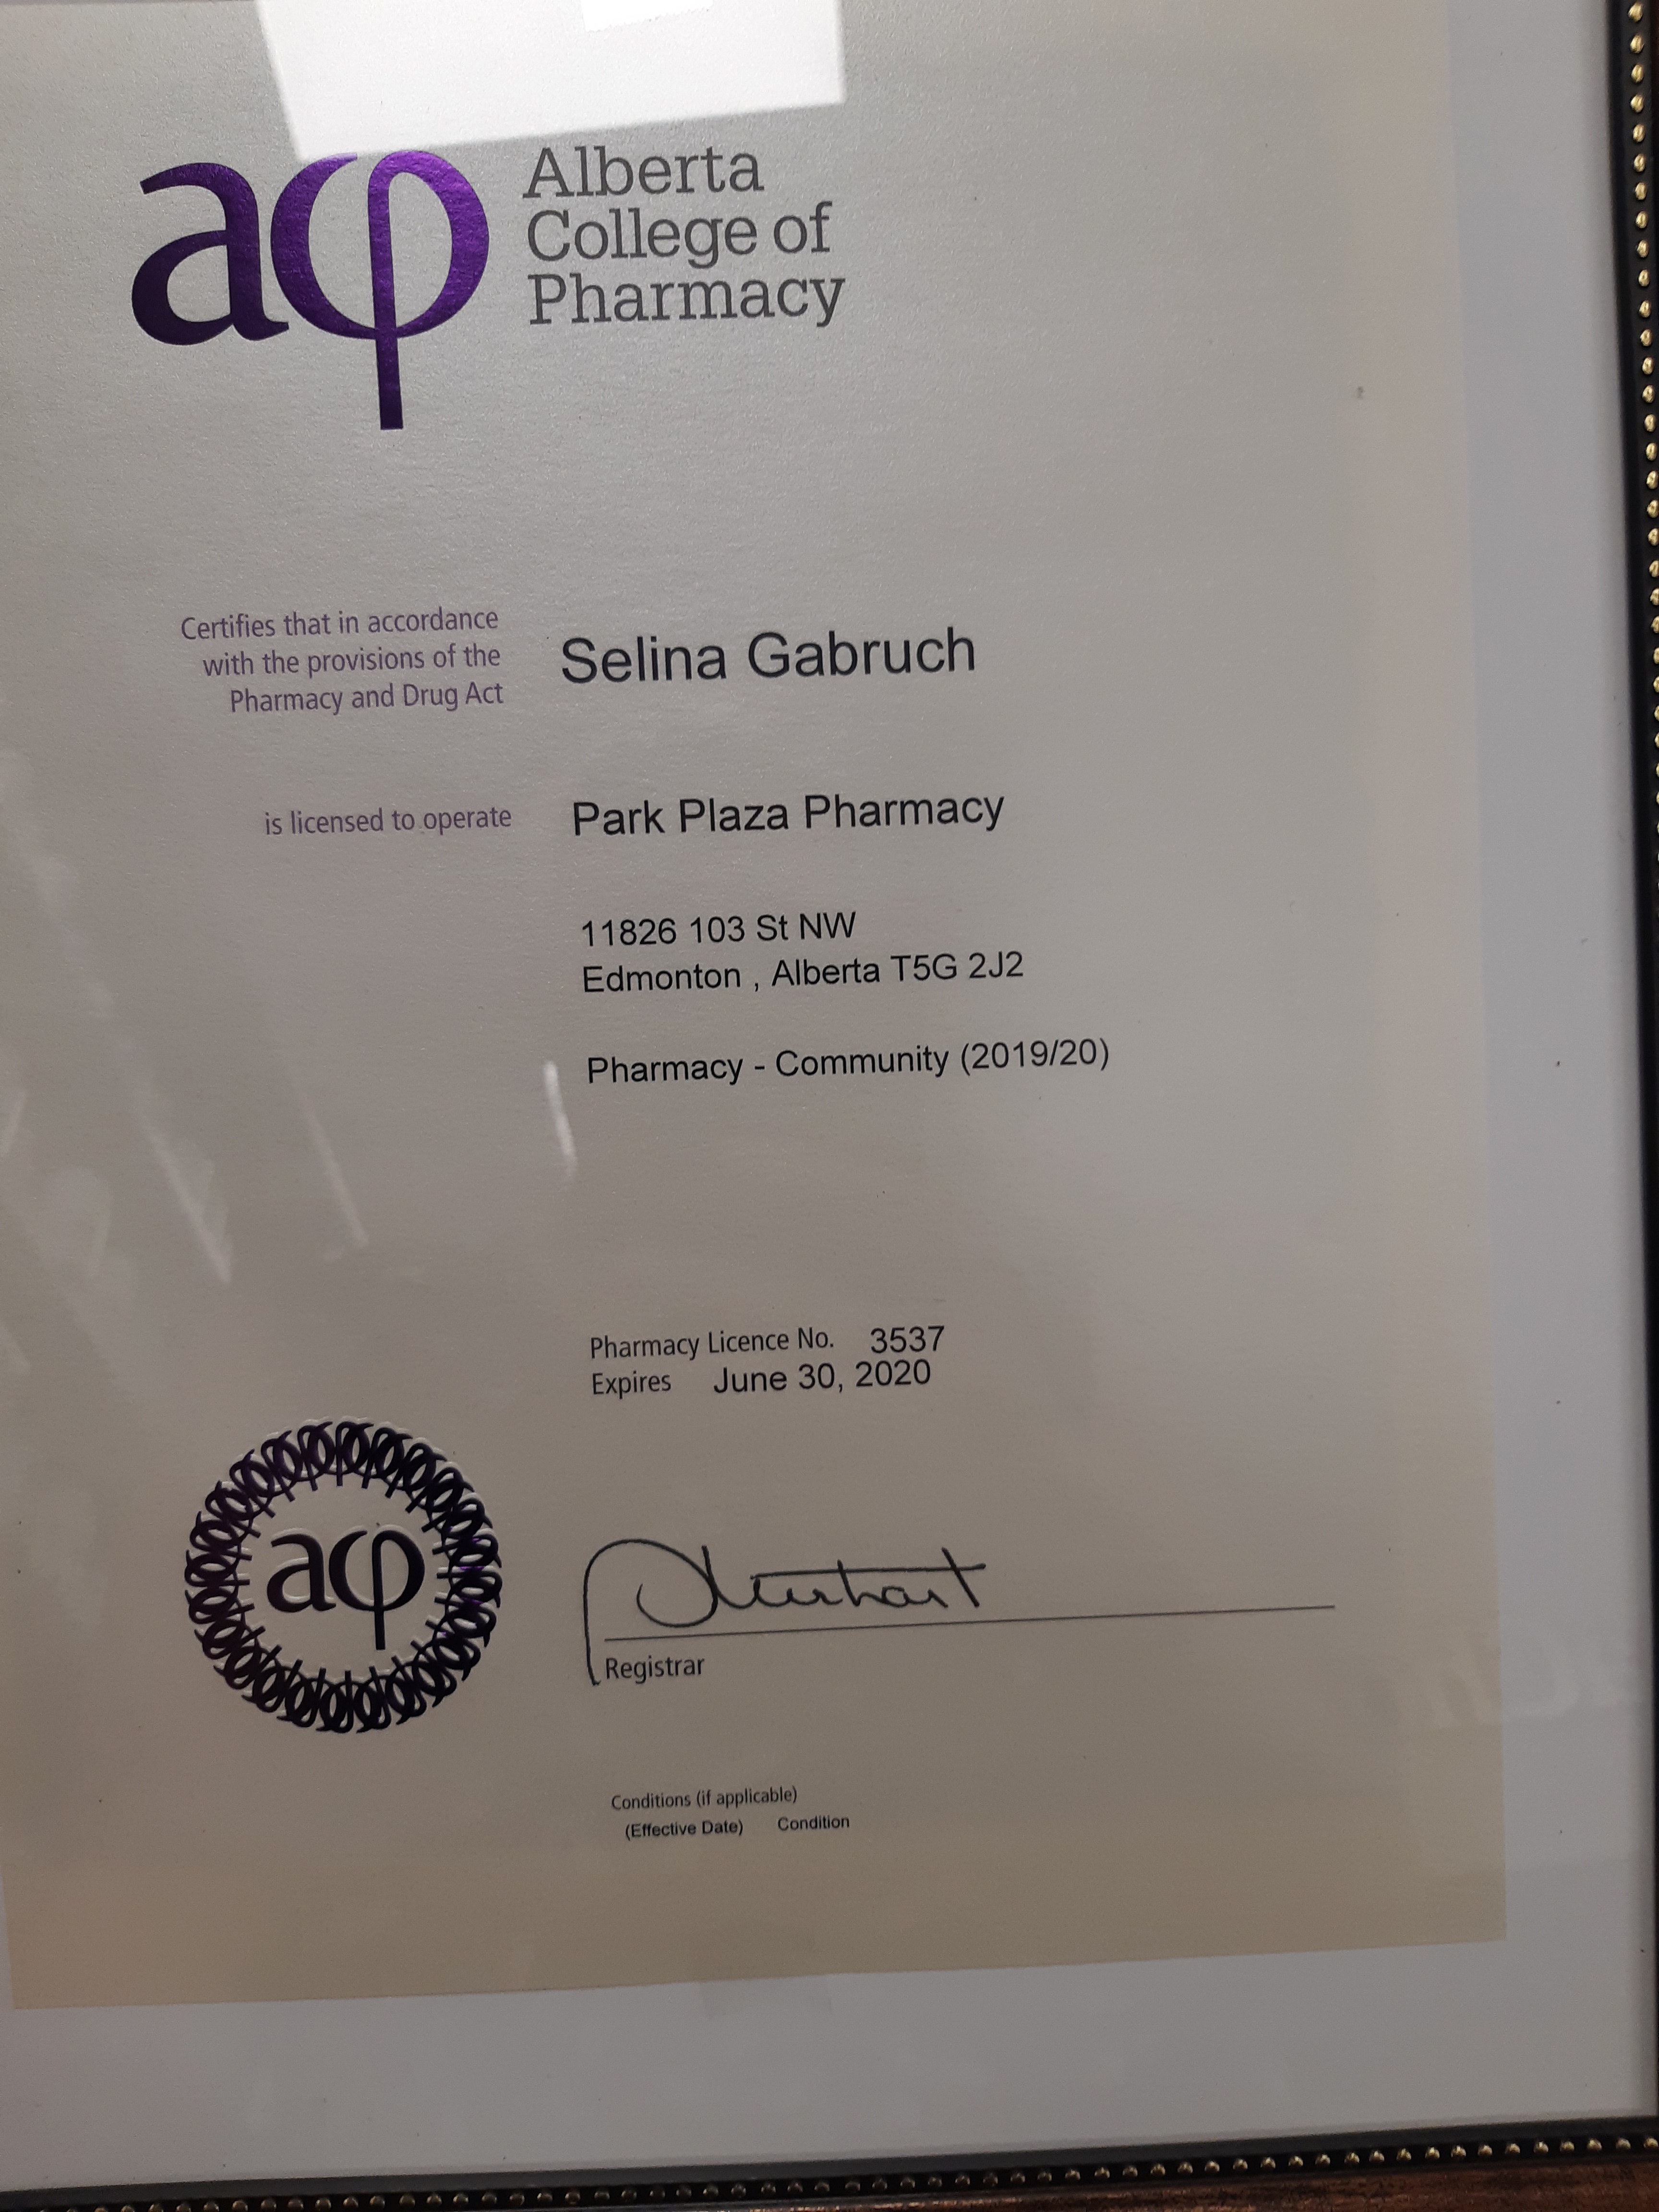 acp
Alberta
College of
Pharmacy
Certifies that in accordance
with the provisions of the
Pharmacy and Drug Act
Selina Gabruch
is licensed to operate
Park Plaza Pharmacy
11826 103 St NW
Edmonton , Alberta T5G 2J2
Pharmacy - Community (2019/20)
Pharmacy Licence No. 3537
Expires June 30, 2020
acp
Registrar
Conditions (if applicable)
(Effective Date) Condition